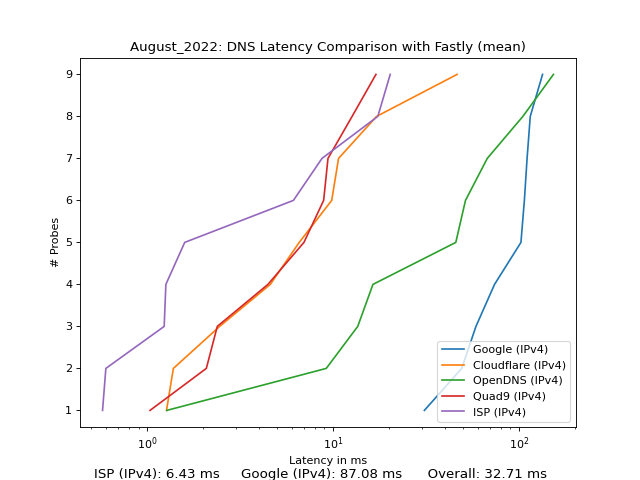 August_2022: DNS Latency Comparison with Fastly (mean)
# Probes
9
8
7
6
5
4
3
2
1
Google (IPv4)
Cloudflare (IPv4)
OpenDNS (IPv4)
Quad9 (IPv4)
ISP (IPv4)
10⁰ 10¹ 10²
Latency in ms
ISP (IPv4): 6.43 ms Google (IPv4): 87.08 ms Overall: 32.71 ms